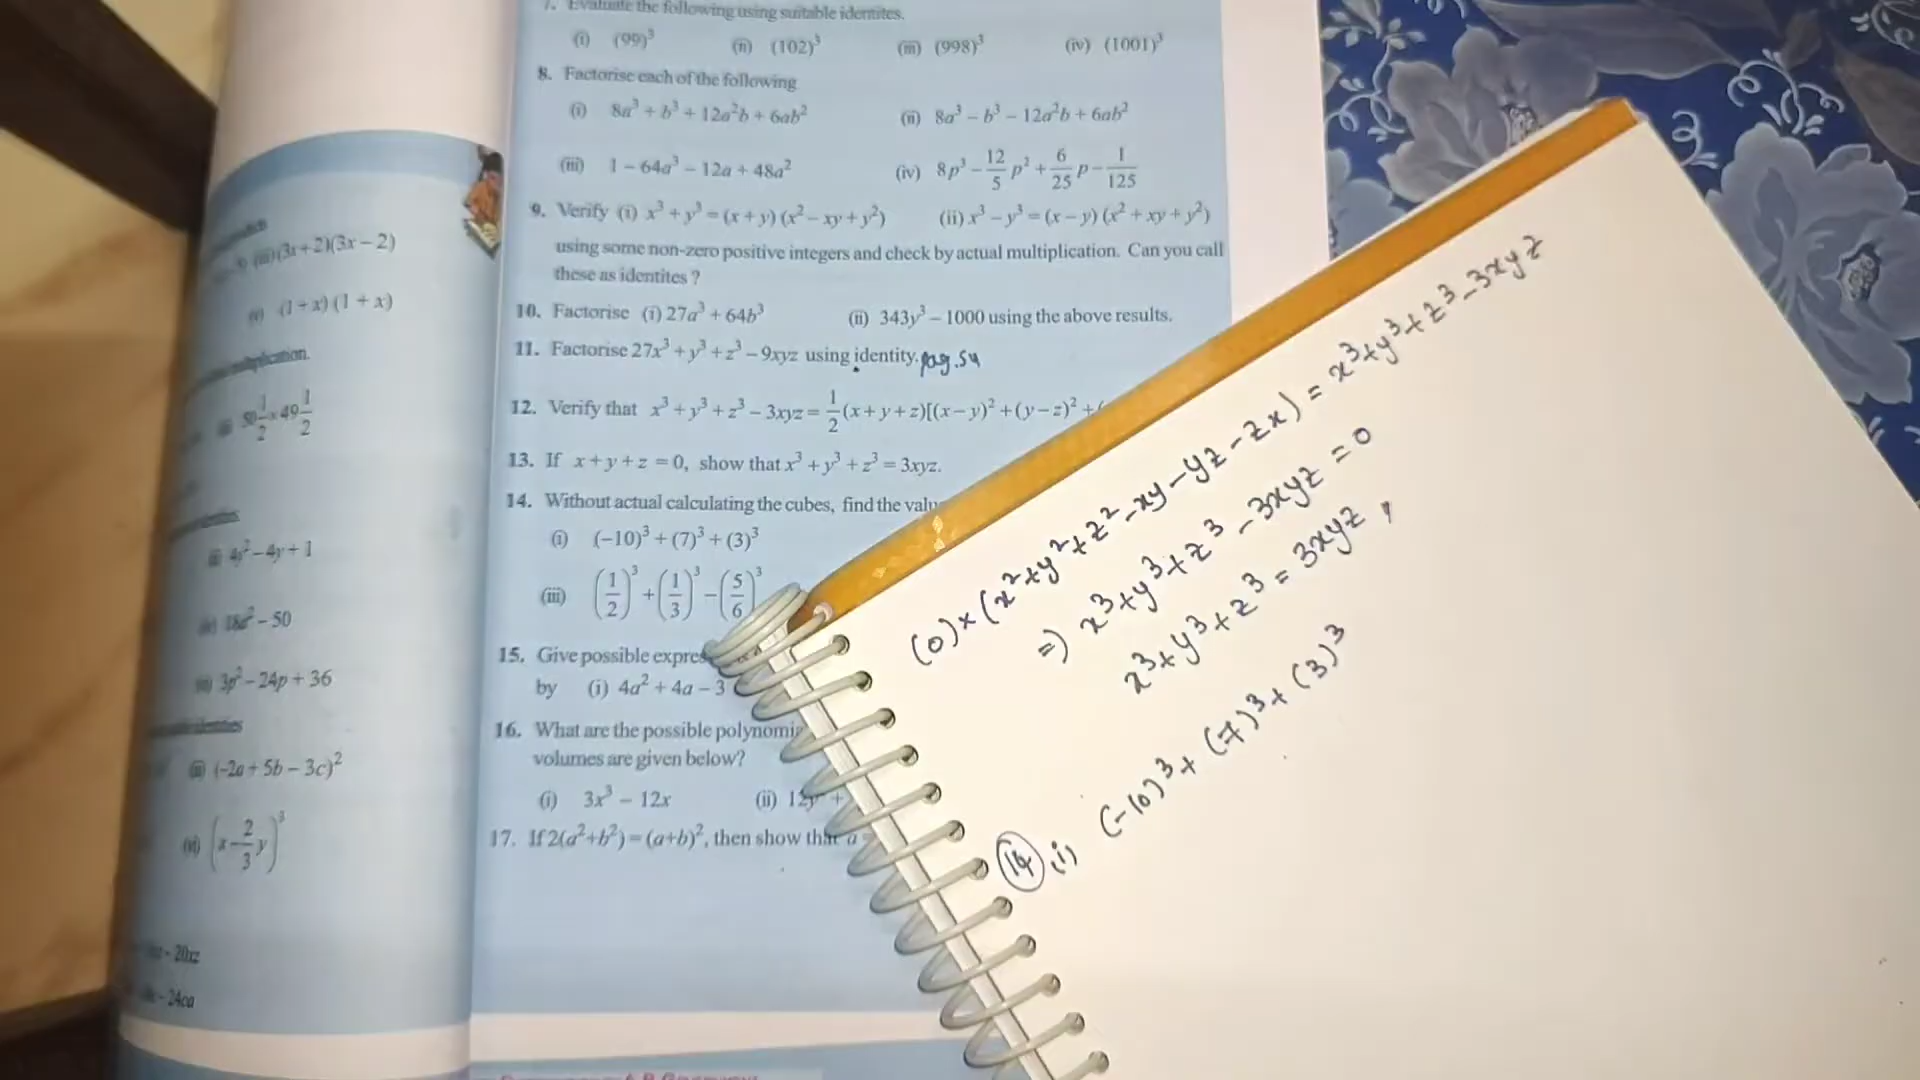 (3x+2)(3x – 2)
(1 + x) (1 + x)
multiplication.
50 1/2 × 49 1/2
4y² – 4y + 1
18a² – 50
3p² – 24p + 36
(-2a + 5b – 3c)²
(x – 2/3 y)³
– 20xz
– 24ca
7. Evaluate the following using suitable identites.
(i) (99)³ (ii) (102)³ (iii) (998)³ (iv) (1001)³
8. Factorise each of the following
(i) 8a³ + b³ + 12a²b + 6ab² (ii) 8a³ – b³ – 12a²b + 6ab²
(iii) 1 – 64a³ – 12a + 48a² (iv) 8p³ – 12/5 p² + 6/25 p – 1/125
9. Verify (i) x³ + y³ = (x + y) (x² – xy + y²) (ii) x³ – y³ = (x – y) (x² + xy + y²)
using some non-zero positive integers and check by actual multiplication. Can you call
these as identites ?
10. Factorise (i) 27a³ + 64b³ (ii) 343y³ – 1000 using the above results.
11. Factorise 27x³ + y³ + z³ – 9xyz using identity. pag.54
12. Verify that x³ + y³ + z³ – 3xyz = 1/2 (x + y + z)[(x – y)² + (y – z)² +
13. If x + y + z = 0, show that x³ + y³ + z³ = 3xyz.
14. Without actual calculating the cubes, find the
(i) (–10)³ + (7)³ + (3)³
(iii) (1/2)³ + (1/3)³ – (5/6)³
15. Give possible
by (i) 4a² + 4a – 3
16. What are the possible
volumes are given below?
(i) 3x³ – 12x (ii)
17. If 2(a²+b²) = (a+b)², then show that a
(0)×(x²+y²+z²-xy-yz-zx) = x³+y³+z³-3xyz
=) x³+y³+z³-3xyz = 0
x³+y³+z³ = 3xyz,
14 (i) (-10)³+(7)³+(3)³